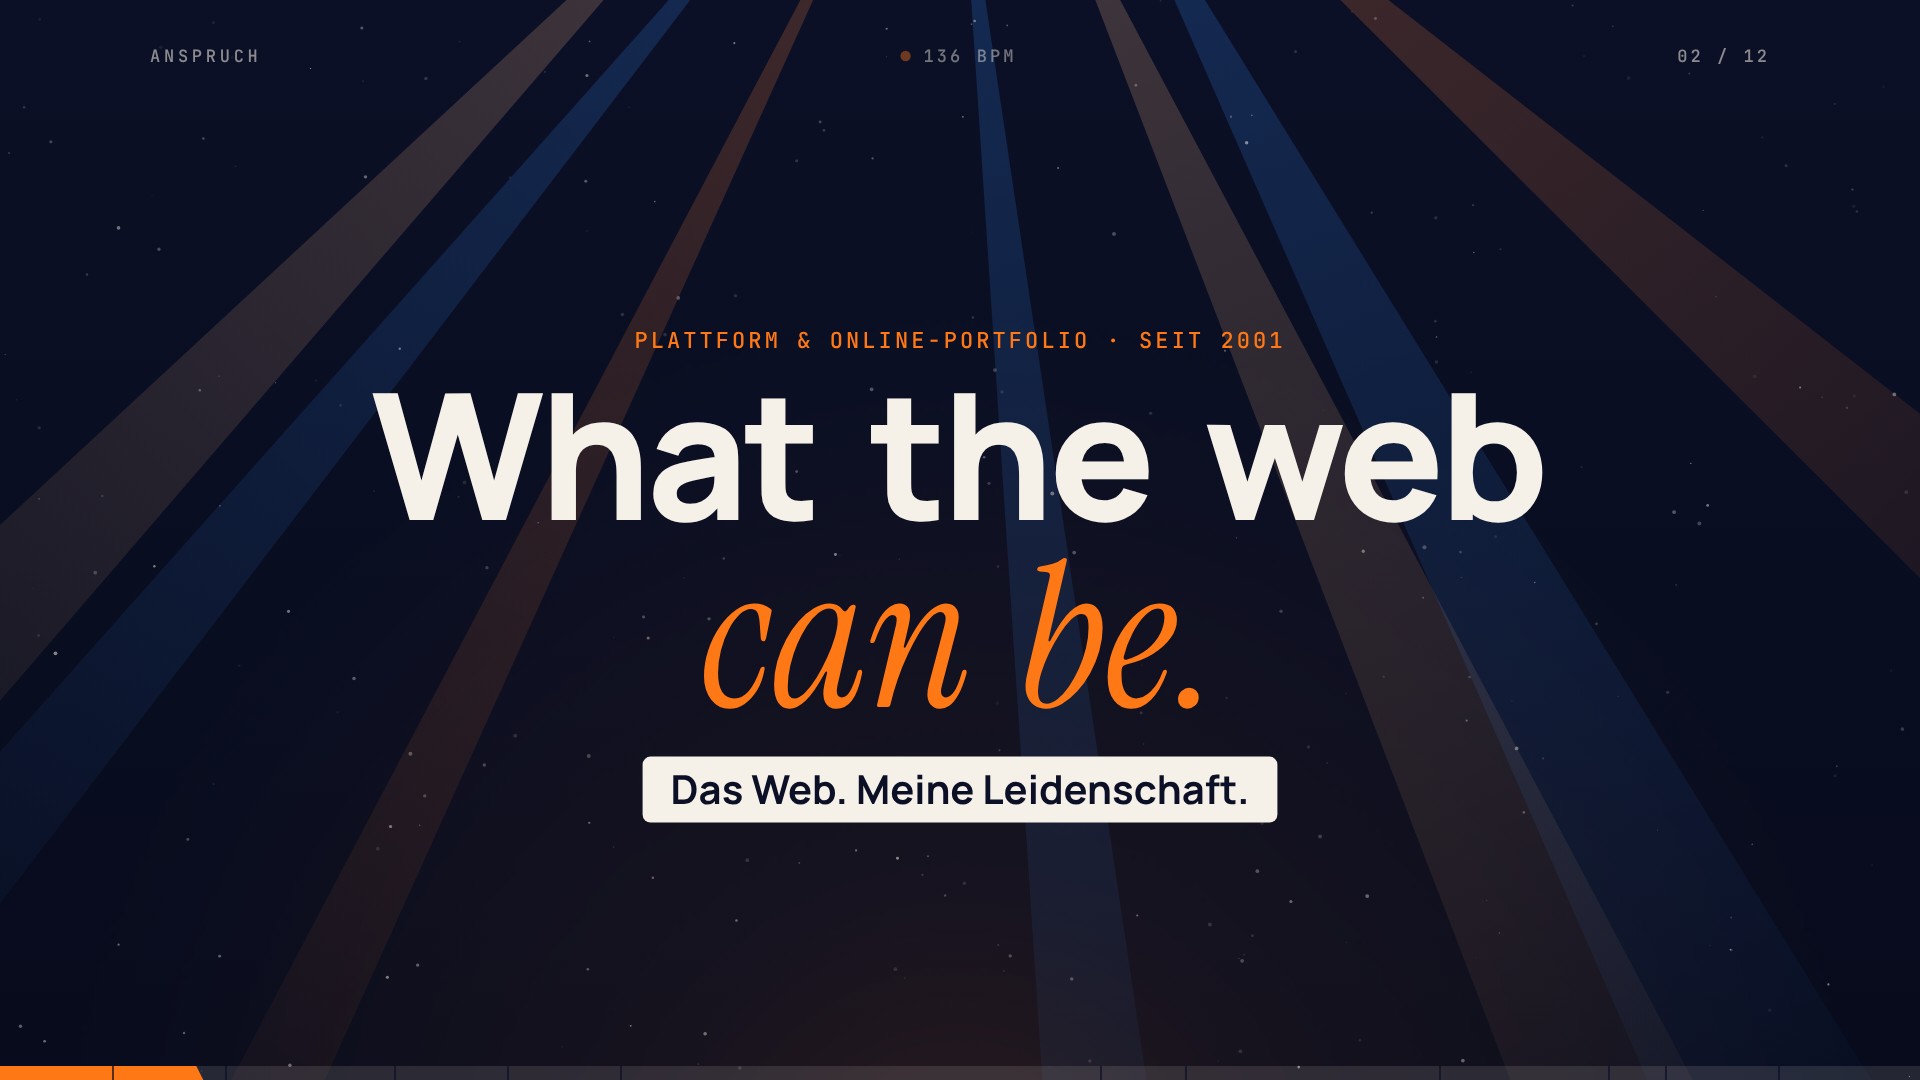 ANSPRUCH
136 BPM
02 / 12
PLATTFORM & ONLINE-PORTFOLIO · SEIT 2001
What the web
can be.
Das Web. Meine Leidenschaft.